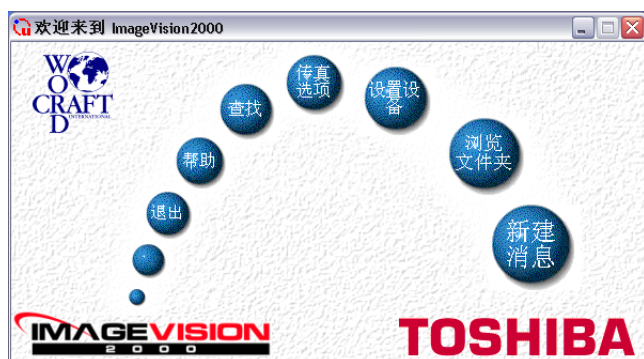 欢迎来到 ImageVision2000
WORLD
CRAFT
INTERNATIONAL
传真
选项
设置设
备
查找
浏览
文件夹
帮助
退出
新建
消息
IMAGEVISION
2000
TOSHIBA